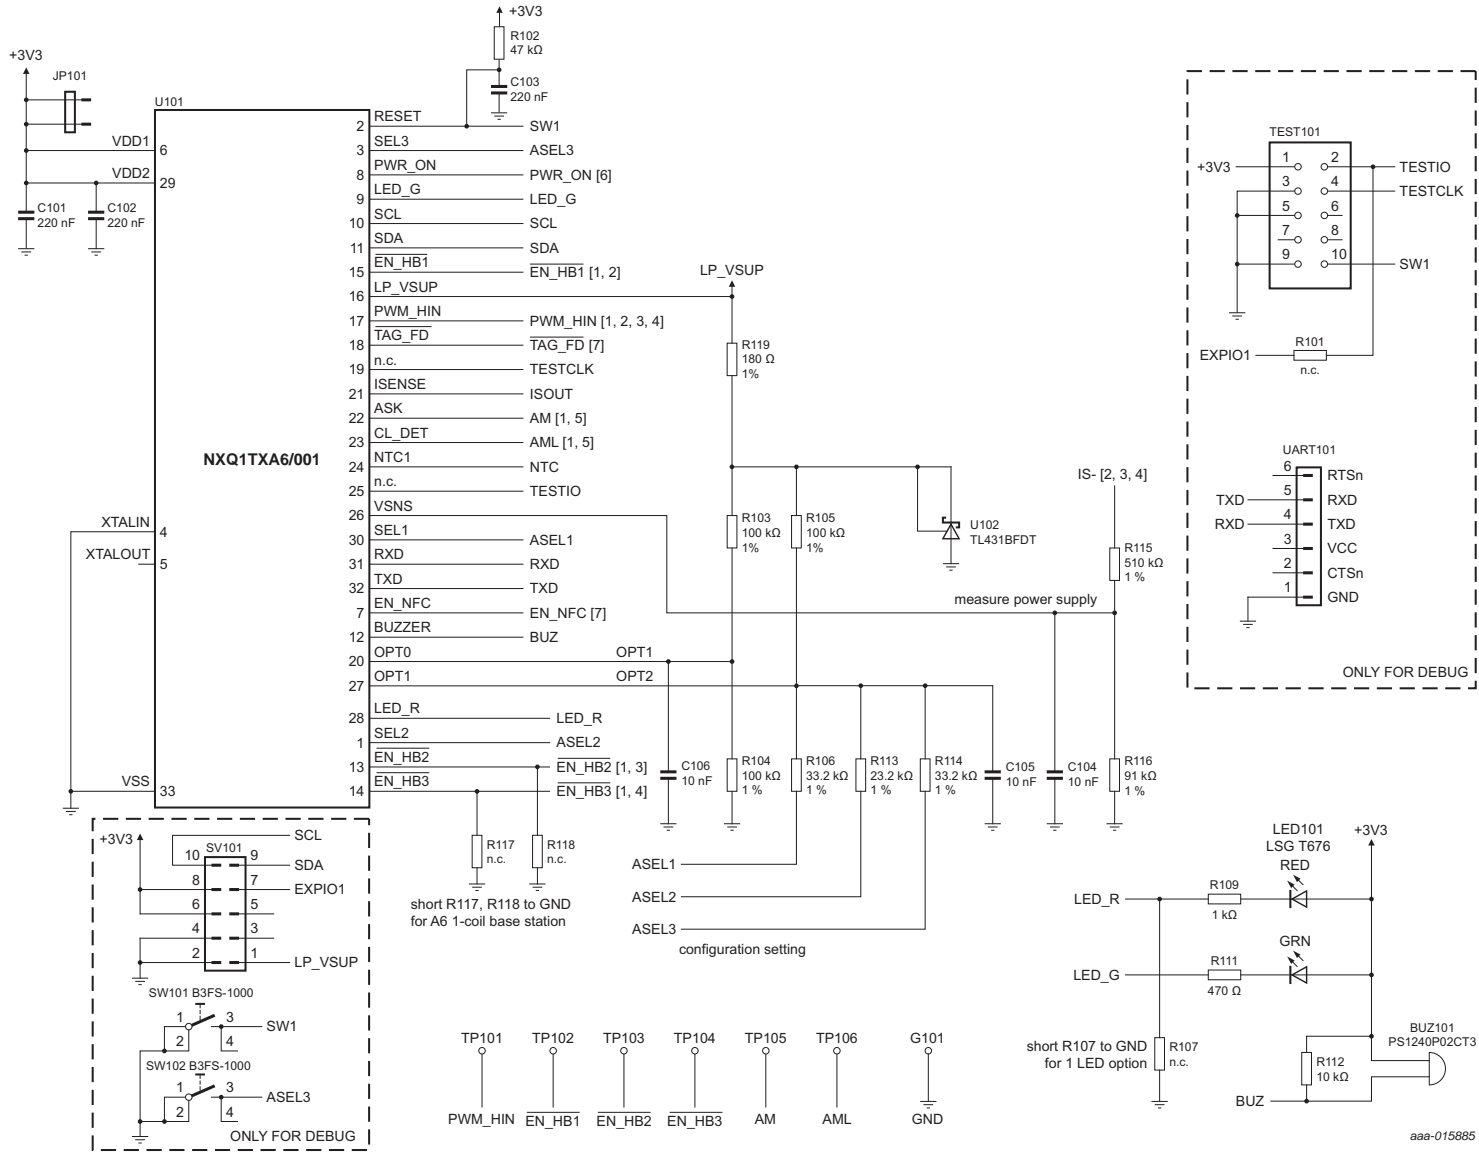 +3V3
JP101
VDD1
6
VDD2
29
C101
220 nF
C102
220 nF
+3V3
R102
47 kΩ
C103
220 nF
U101
NXQ1TXA6/001
XTALIN
4
XTALOUT
5
VSS
33
2 RESET SW1
3 SEL3 ASEL3
8 PWR_ON PWR_ON [6]
9 LED_G LED_G
10 SCL SCL
11 SDA SDA
15 EN_HB1 EN_HB1 [1, 2]
16 LP_VSUP
17 PWM_HIN PWM_HIN [1, 2, 3, 4]
18 TAG_FD TAG_FD [7]
19 n.c. TESTCLK
21 ISENSE ISOUT
22 ASK AM [1, 5]
23 CL_DET AML [1, 5]
24 NTC1 NTC
25 n.c. TESTIO
26 VSNS
30 SEL1 ASEL1
31 RXD RXD
32 TXD TXD
7 EN_NFC EN_NFC [7]
12 BUZZER BUZ
20 OPT0 OPT1
27 OPT1 OPT2
28 LED_R LED_R
1 SEL2 ASEL2
13 EN_HB2 EN_HB2 [1, 3]
14 EN_HB3 EN_HB3 [1, 4]
R117
n.c.
R118
n.c.
short R117, R118 to GND
for A6 1-coil base station
LP_VSUP
R119
180 Ω
1%
R103
100 kΩ
1%
R105
100 kΩ
1%
U102
TL431BFDT
IS- [2, 3, 4]
R115
510 kΩ
1 %
measure power supply
C106
10 nF
R104
100 kΩ
1 %
R106
33.2 kΩ
1 %
R113
23.2 kΩ
1 %
R114
33.2 kΩ
1 %
C105
10 nF
C104
10 nF
R116
91 kΩ
1 %
ASEL1
ASEL2
ASEL3
configuration setting
TEST101
+3V3
1 2 TESTIO
3 4 TESTCLK
5 6
7 8
9 10 SW1
EXPIO1
R101
n.c.
UART101
6 RTSn
TXD 5 RXD
RXD 4 TXD
3 VCC
2 CTSn
1 GND
ONLY FOR DEBUG
+3V3
SV101
SCL
10 9 SDA
8 7 EXPIO1
6 5
4 3
2 1 LP_VSUP
SW101 B3FS-1000
1 3 SW1
2 4
SW102 B3FS-1000
1 3 ASEL3
2 4
ONLY FOR DEBUG
TP101 TP102 TP103 TP104 TP105 TP106 G101
PWM_HIN EN_HB1 EN_HB2 EN_HB3 AM AML GND
LED101
LSG T676
RED
+3V3
LED_R
R109
1 kΩ
GRN
LED_G
R111
470 Ω
short R107 to GND
for 1 LED option
R107
n.c.
R112
10 kΩ
BUZ101
PS1240P02CT3
BUZ
aaa-015885